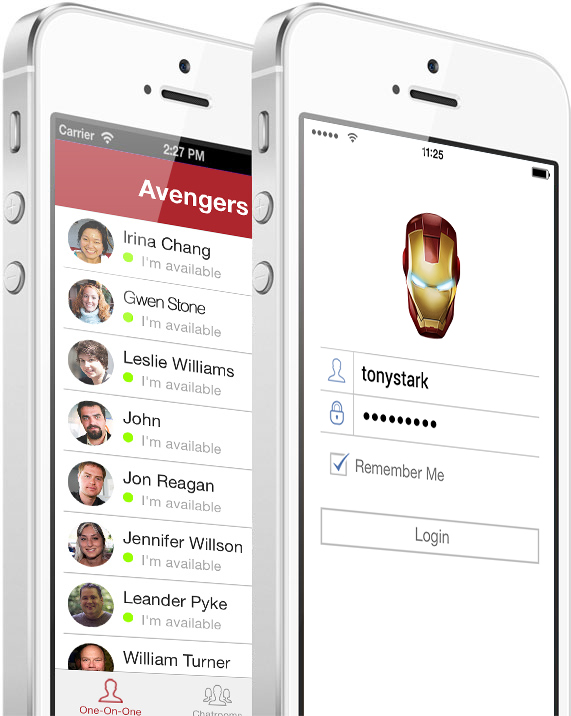 Carrier
2:27 PM
Avengers
Irina Chang
I'm available
Gwen Stone
I'm available
Leslie Williams
I'm available
John
I'm available
Jon Reagan
I'm available
Jennifer Willson
I'm available
Leander Pyke
I'm available
William Turner
One-On-One
Chatrooms
11:25
tonystark
Remember Me
Login